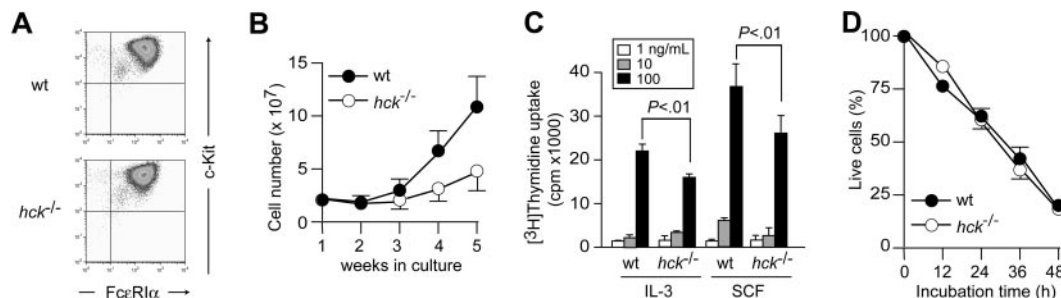 A
wt
hck-/-
c-Kit
FcεRIα
B
Cell number (x 10⁷)
15
10
5
0
1 2 3 4 5
weeks in culture
wt
hck-/-
C
[³H]Thymidine uptake
(cpm x1000)
40
30
20
10
0
1 ng/mL
10
100
P<.01
P<.01
wt hck-/- wt hck-/-
IL-3 SCF
D
Live cells (%)
100
75
50
25
0
wt
hck-/-
0 12 24 36 48
Incubation time (h)